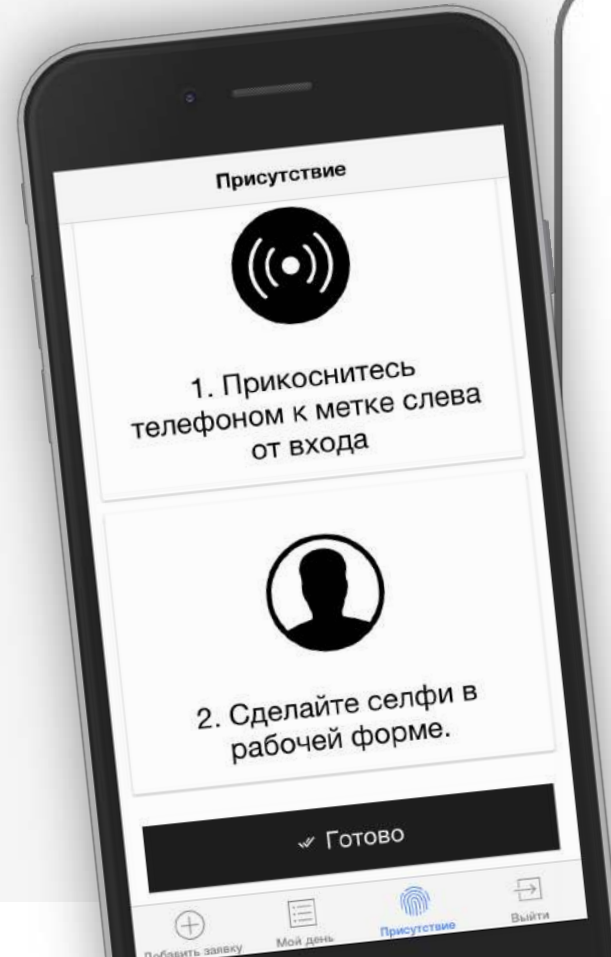 Присутствие
1. Прикоснитесь
телефоном к метке слева
от входа
2. Сделайте селфи в
рабочей форме.
Готово
Добавить заявку
Мой день
Присутствие
Выйти